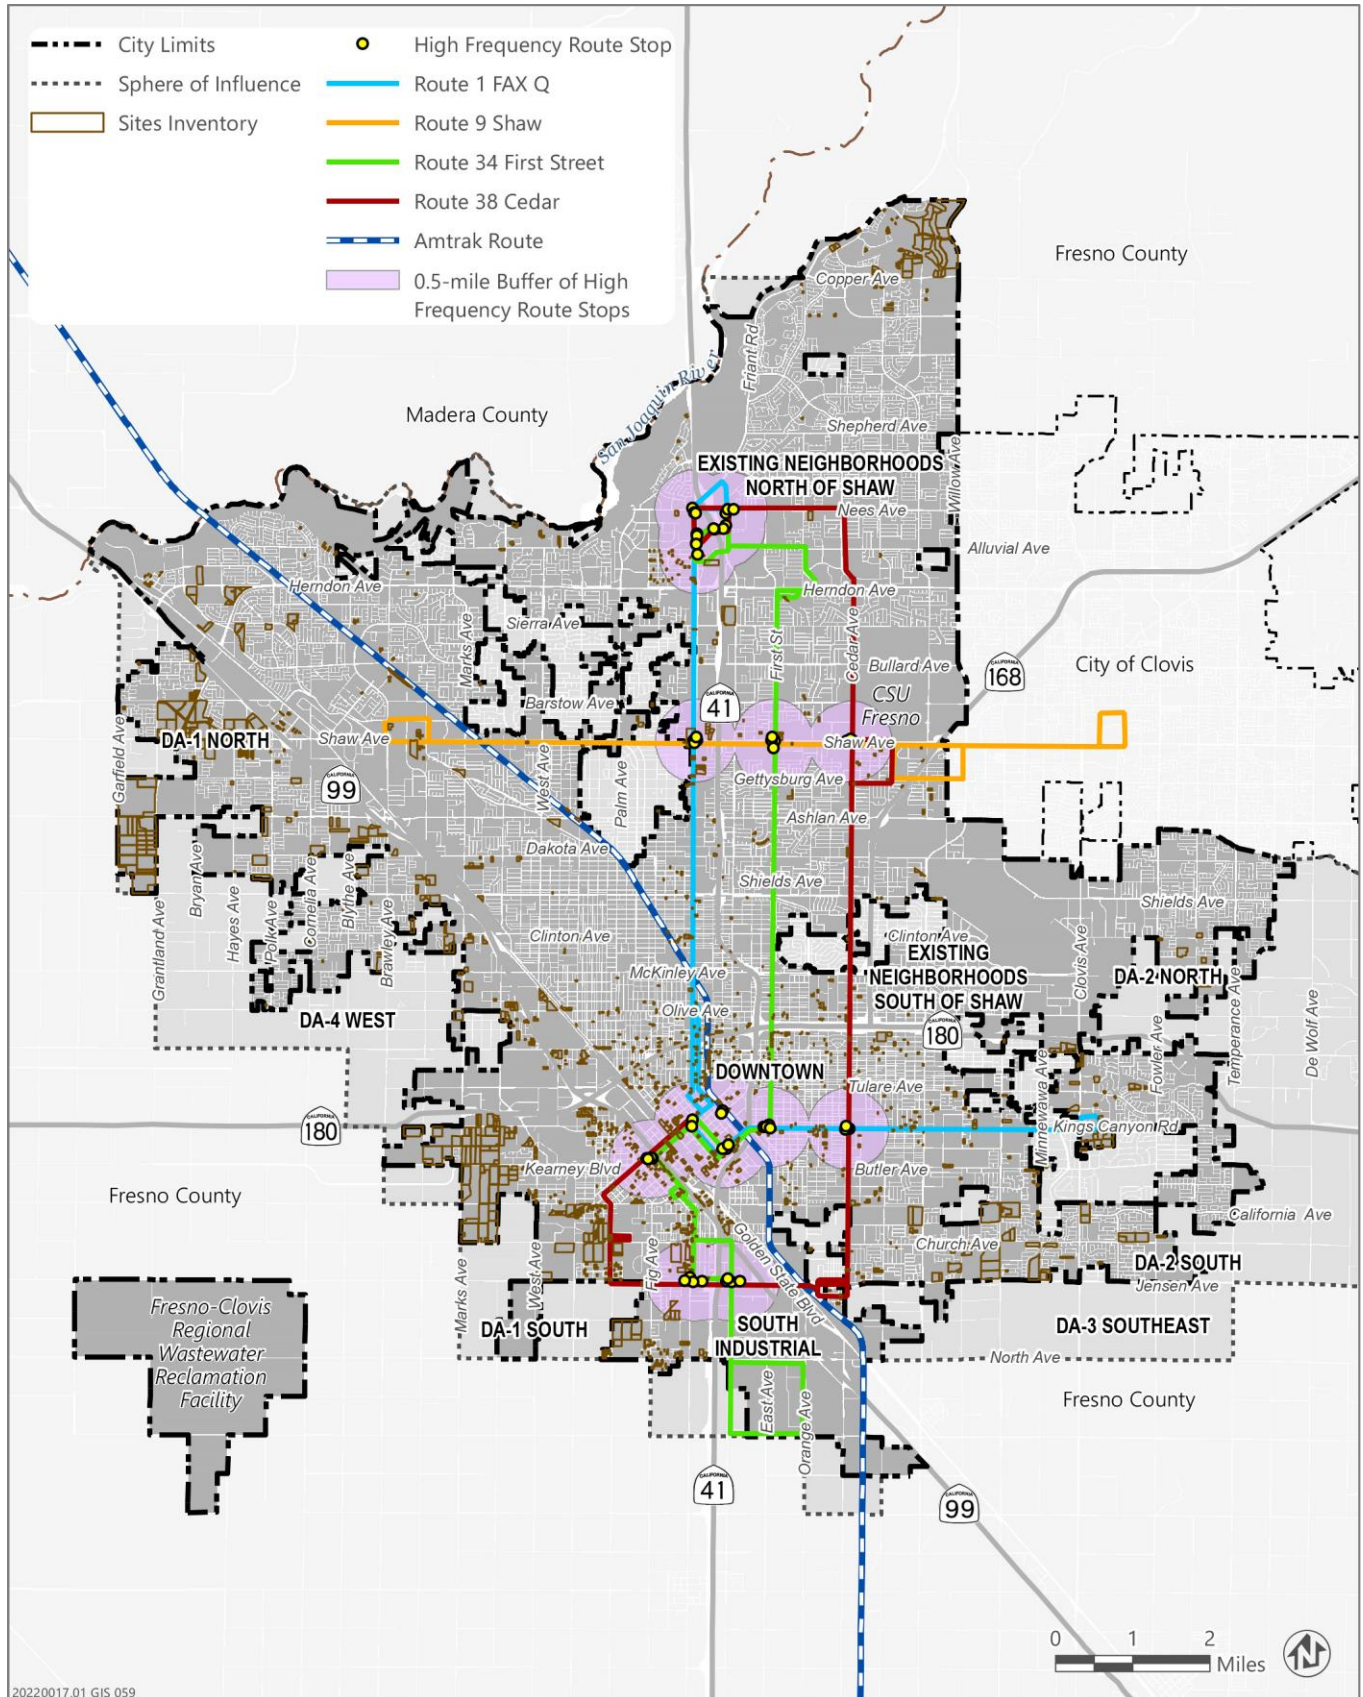 City Limits
Sphere of Influence
Sites Inventory
High Frequency Route Stop
Route 1 FAX Q
Route 9 Shaw
Route 34 First Street
Route 38 Cedar
Amtrak Route
0.5-mile Buffer of High
Frequency Route Stops
Fresno County
Copper Ave
Friant Rd
San Joaquin River
Madera County
Shepherd Ave
Willow Ave
EXISTING NEIGHBORHOODS
NORTH OF SHAW
Nees Ave
Alluvial Ave
Herndon Ave
Herndon Ave
Sierra Ave
Marks Ave
First St
Cedar Ave
Bullard Ave
CALIFORNIA
168
City of Clovis
Barstow Ave
CALIFORNIA
41
CSU
Fresno
Garfield Ave
DA-1 NORTH
Shaw Ave
Shaw Ave
West Ave
Palm Ave
Gettysburg Ave
CALIFORNIA
99
Ashlan Ave
Dakota Ave
Bryan Ave
Hayes Ave
Polk Ave
Cornelia Ave
Blythe Ave
Brawley Ave
Grantland Ave
Shields Ave
Shields Ave
Clinton Ave
Clinton Ave
McKinley Ave
EXISTING
NEIGHBORHOODS
SOUTH OF SHAW
Clovis Ave
DA-2 NORTH
Temperance Ave
De Wolf Ave
Olive Ave
DA-4 WEST
CALIFORNIA
180
Fowler Ave
Minnewawa Ave
DOWNTOWN
Tulare Ave
CALIFORNIA
180
Kings Canyon Rd
Kearney Blvd
Butler Ave
Fresno County
California Ave
Golden State Blvd
Church Ave
Marks Ave
West Ave
Fig Ave
DA-2 SOUTH
Jensen Ave
Fresno-Clovis
Regional
Wastewater
Reclamation
Facility
DA-1 SOUTH
SOUTH
INDUSTRIAL
DA-3 SOUTHEAST
North Ave
East Ave
Orange Ave
Fresno County
CALIFORNIA
41
CALIFORNIA
99
0 1 2
Miles
N
20220017.01 GIS 059